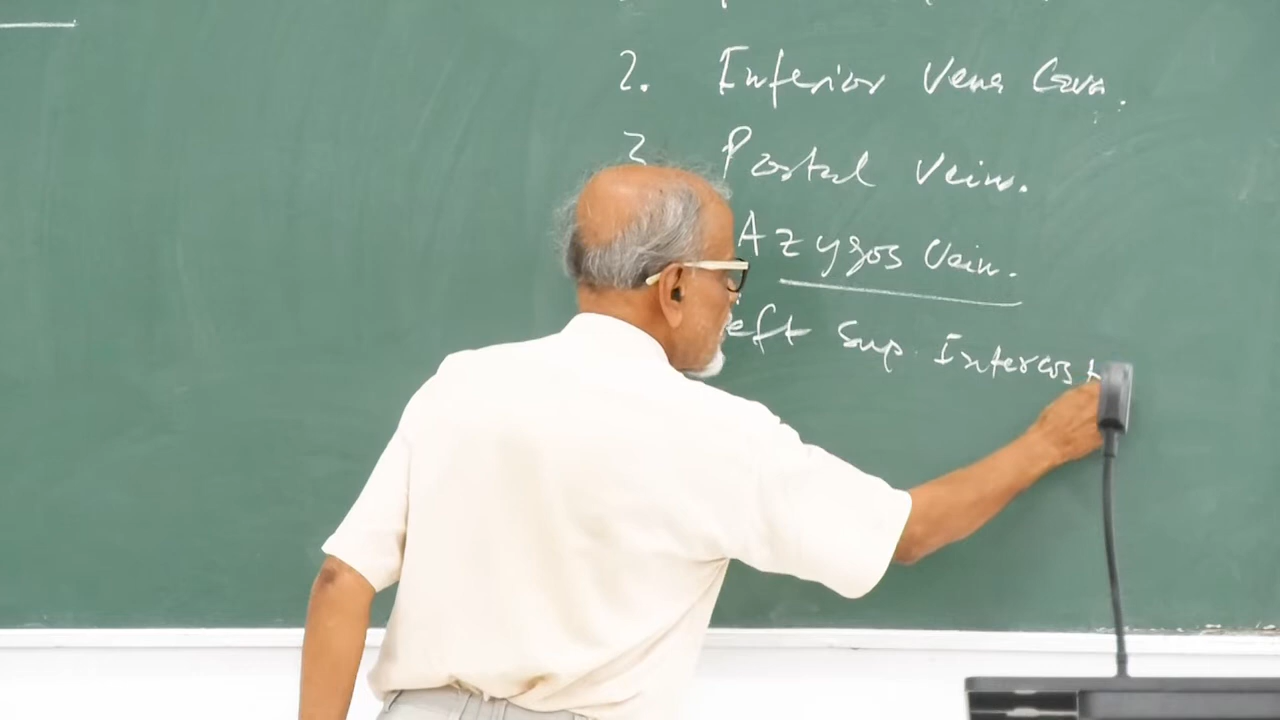 2. Inferior Vena Cava.
3 Portal Vein.
Azygos Vein.
eft Sup. Intercost